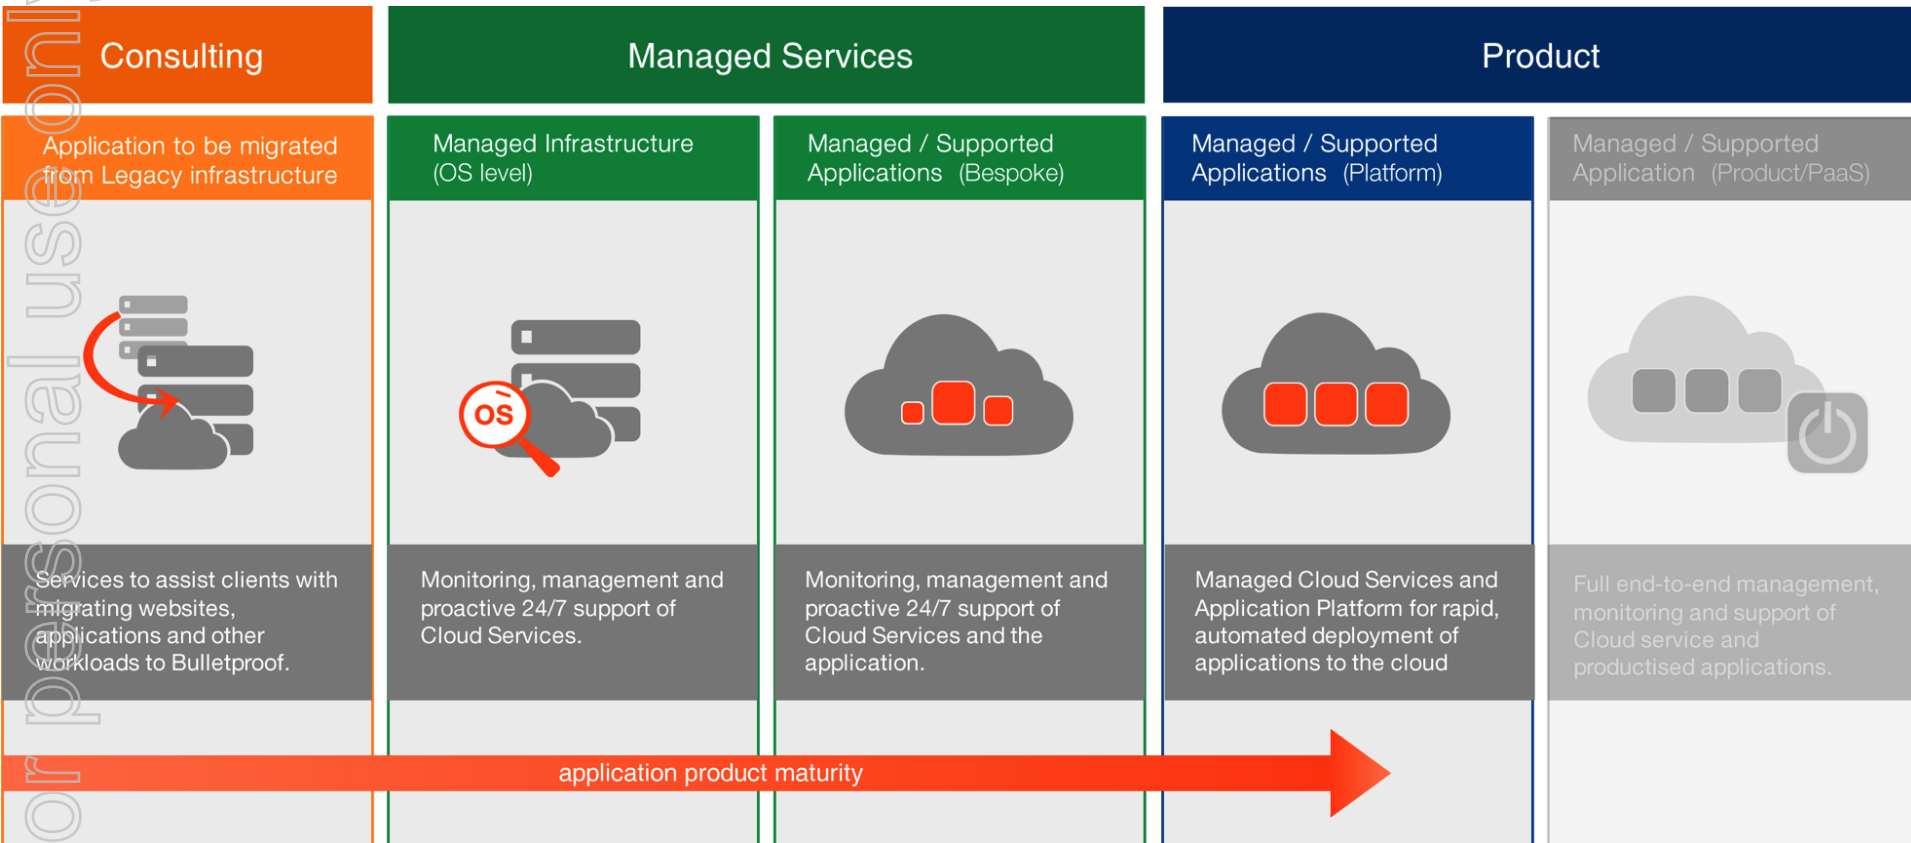 Consulting
Managed Services
Product
Application to be migrated
from Legacy infrastructure
Managed Infrastructure
(OS level)
Managed / Supported
Applications (Bespoke)
Managed / Supported
Applications (Platform)
Managed / Supported
Application (Product/PaaS)
OS
Services to assist clients with
migrating websites,
applications and other
workloads to Bulletproof.
Monitoring, management and
proactive 24/7 support of
Cloud Services.
Monitoring, management and
proactive 24/7 support of
Cloud Services and the
application.
Managed Cloud Services and
Application Platform for rapid,
automated deployment of
applications to the cloud
Full end-to-end management,
monitoring and support of
Cloud service and
productised applications.
application product maturity
or personal use only